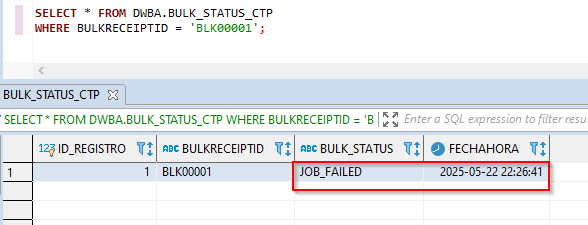 SELECT * FROM DWBA.BULK_STATUS_CTP
WHERE BULKRECEIPTID = 'BLK00001';
BULK_STATUS_CTP
SELECT * FROM DWBA.BULK_STATUS_CTP WHERE BULKRECEIPTID = 'B
Enter a SQL expression to filter resu
123 ID_REGISTRO ABC BULKRECEIPTID ABC BULK_STATUS FECHAHORA
1 1 BLK00001 JOB_FAILED 2025-05-22 22:26:41